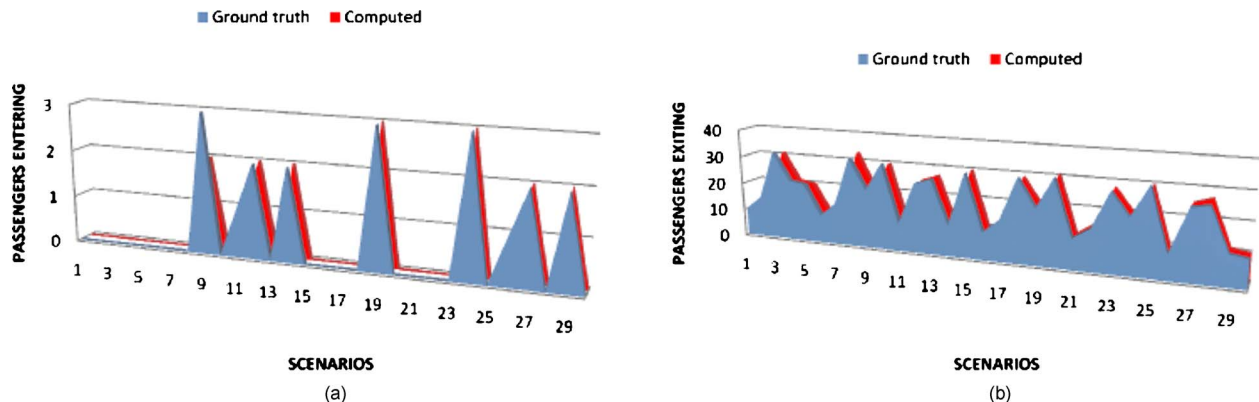 Ground truth Computed
PASSENGERS ENTERING
3
2
1
0
1 3 5 7 9 11 13 15 17 19 21 23 25 27 29
SCENARIOS
(a)
Ground truth Computed
PASSENGERS EXITING
40
30
20
10
0
1 3 5 7 9 11 13 15 17 19 21 23 25 27 29
SCENARIOS
(b)